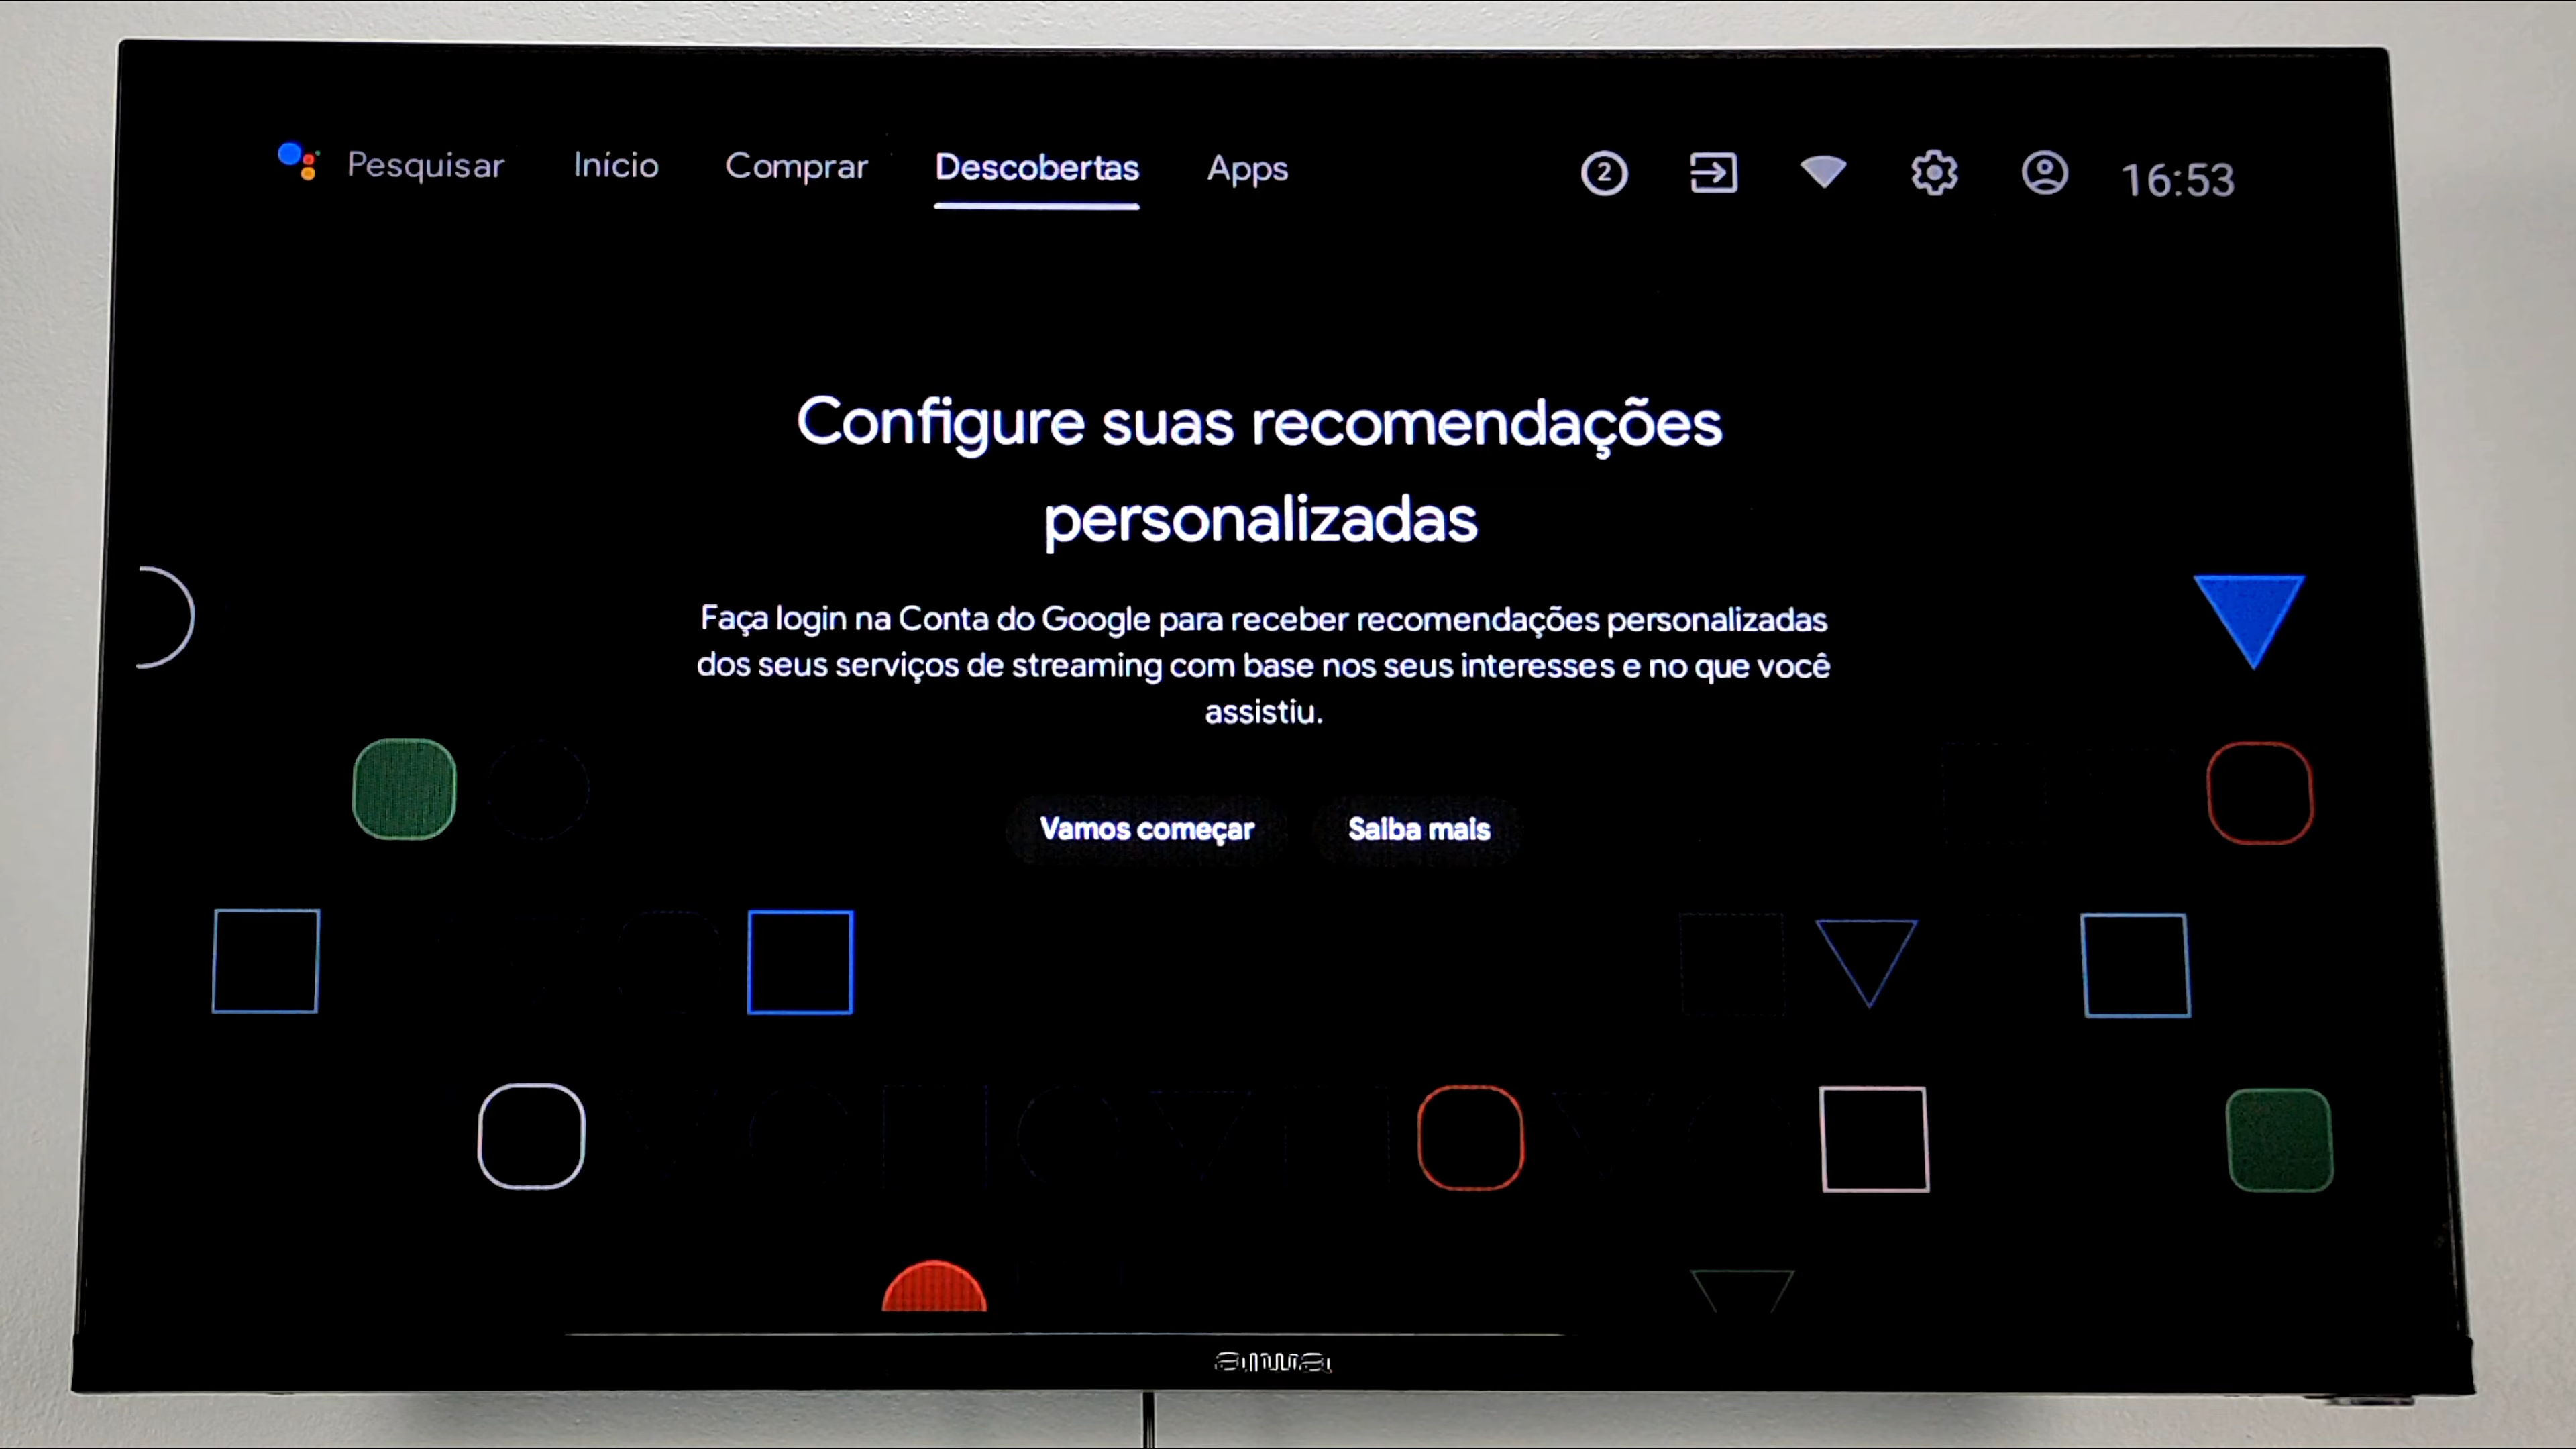 Pesquisar Início Comprar Descobertas Apps 2 16:53
Configure suas recomendações
personalizadas
Faça login na Conta do Google para receber recomendações personalizadas
dos seus serviços de streaming com base nos seus interesses e no que você
assistiu.
Vamos começar Saiba mais
aiwa